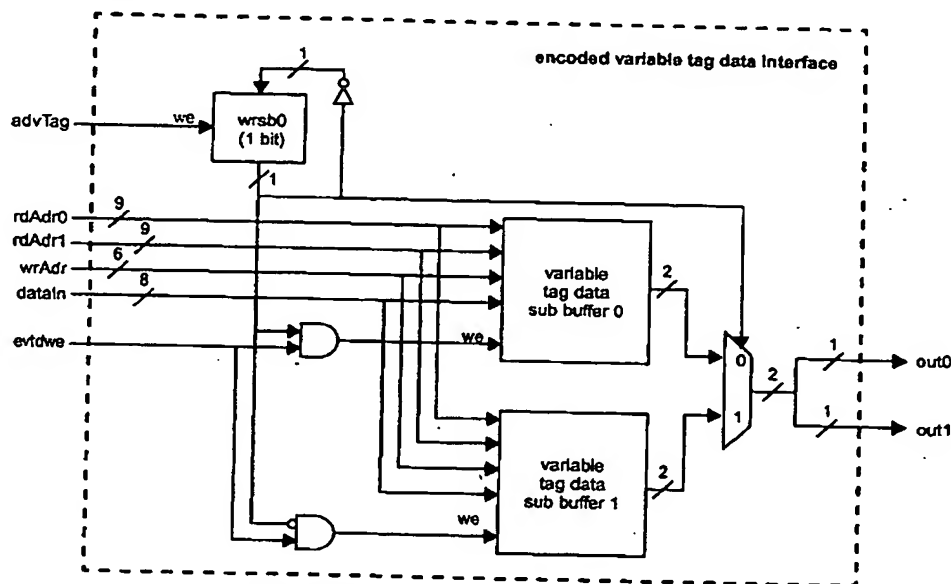 encoded variable tag data interface
1
advTag
we
wrsb0
(1 bit)
1
rdAdr0
9
rdAdr1
9
wrAdr
6
dataIn
8
evtdwe
variable
tag data
sub buffer 0
we
2
0
1
2
1
out0
1
out1
variable
tag data
sub buffer 1
we
2